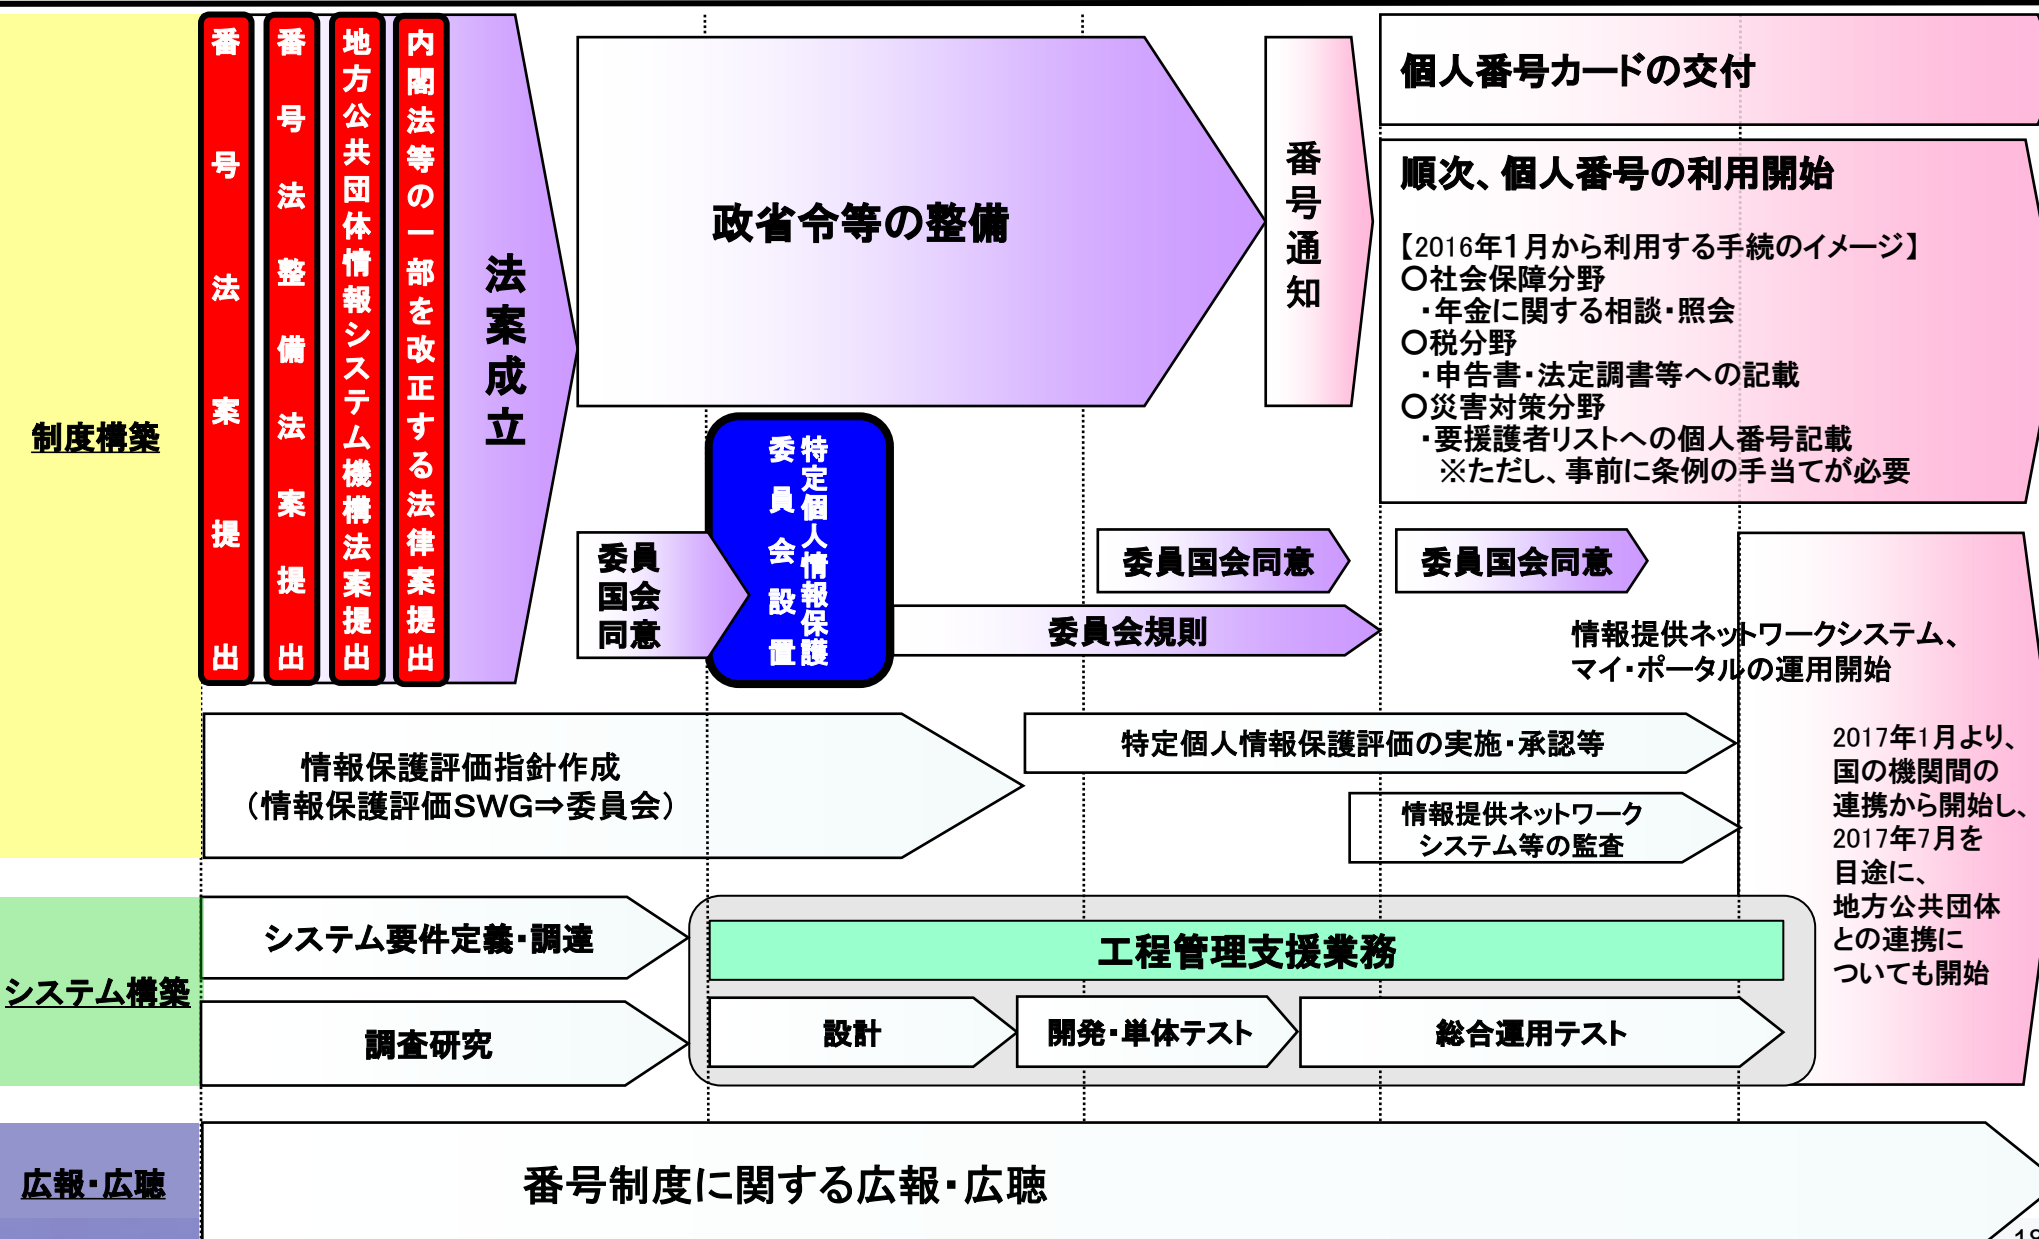 制度構築
番号法案提出
番号法整備法案提出
地方公共団体情報システム機構法案提出
内閣法等の一部を改正する法律案提出
法案成立
政省令等の整備
番号通知
個人番号カードの交付
順次、個人番号の利用開始
【2016年1月から利用する手続のイメージ】
○社会保障分野
・年金に関する相談・照会
○税分野
・申告書・法定調書等への記載
○災害対策分野
・要援護者リストへの個人番号記載
※ただし、事前に条例の手当てが必要
委員
国会
同意
特定個人情報保護
委員会設置
委員国会同意
委員国会同意
委員会規則
情報提供ネットワークシステム、
マイ・ポータルの運用開始
2017年1月より、
国の機関間の
連携から開始し、
2017年7月を
目途に、
地方公共団体
との連携に
ついても開始
情報保護評価指針作成
（情報保護評価SWG⇒委員会）
特定個人情報保護評価の実施・承認等
情報提供ネットワーク
システム等の監査
システム構築
システム要件定義・調達
調査研究
工程管理支援業務
設計
開発・単体テスト
総合運用テスト
広報・広聴
番号制度に関する広報・広聴